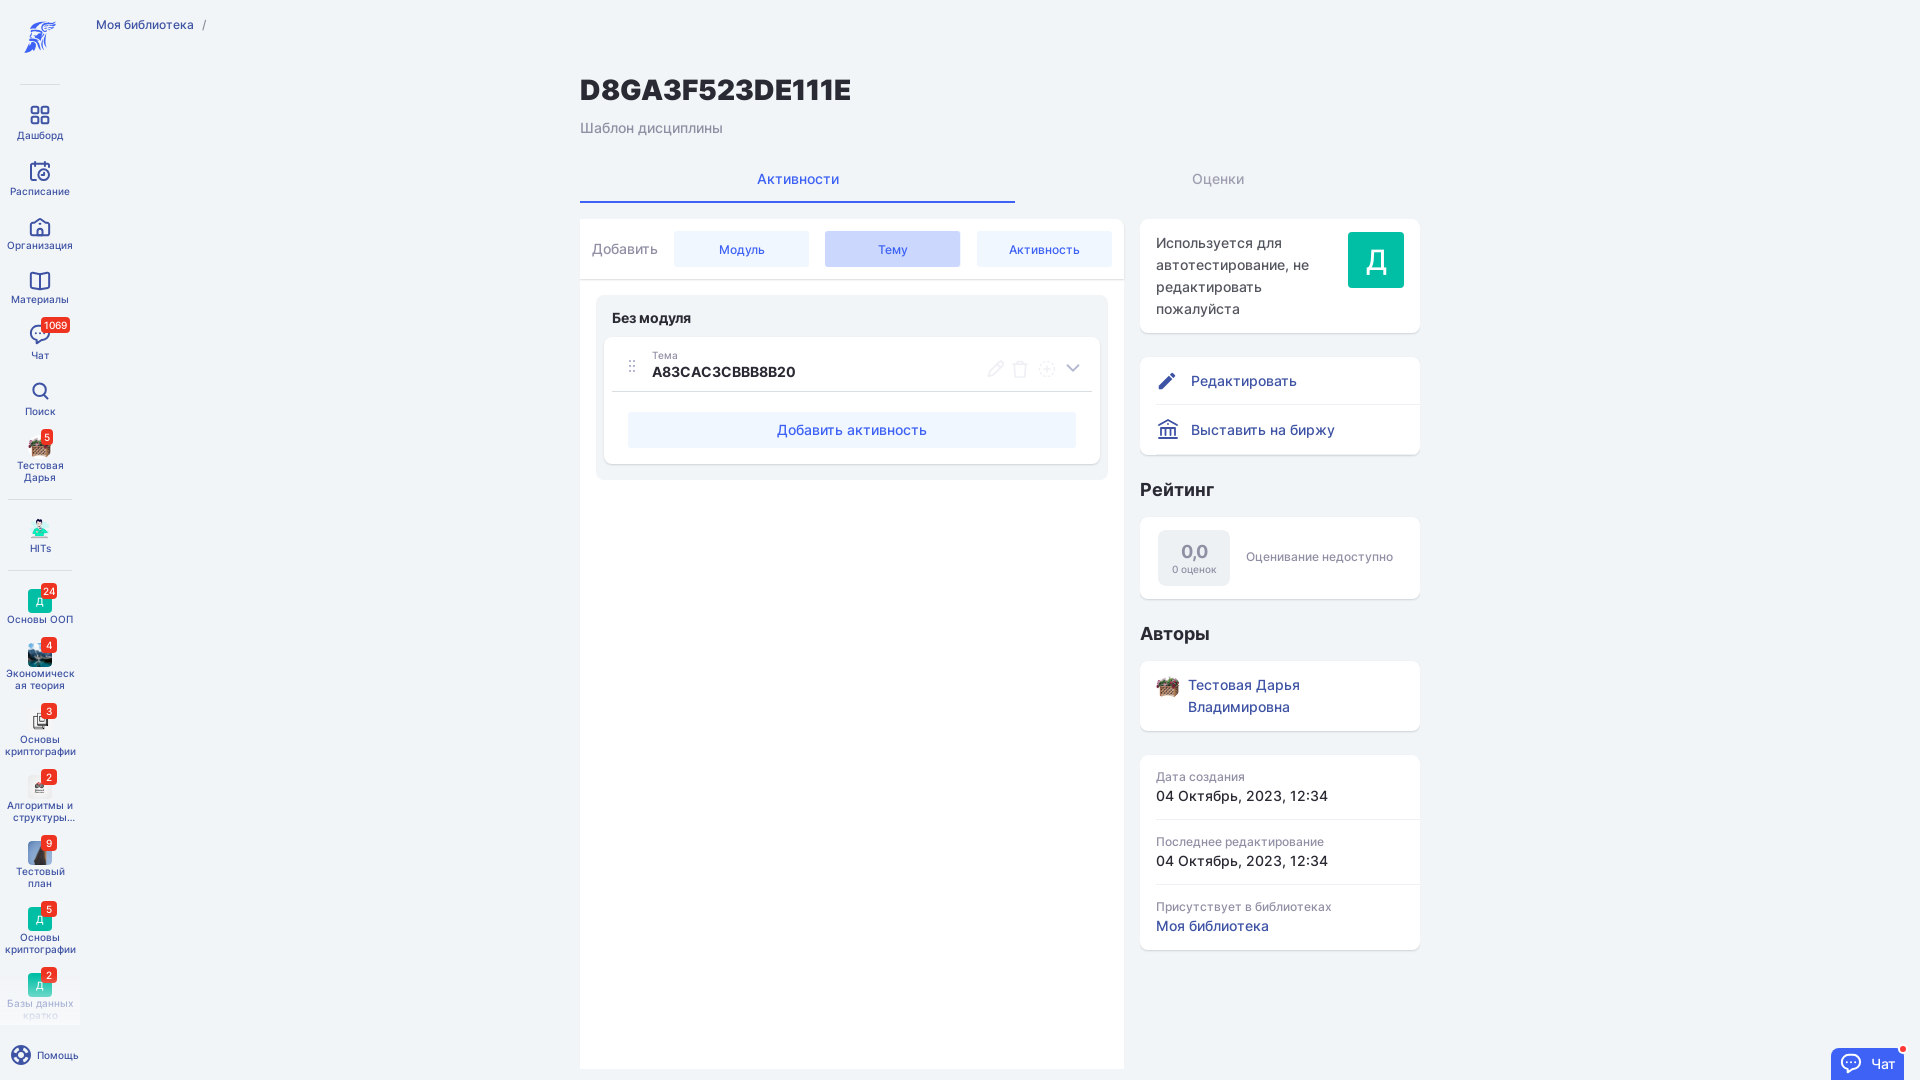 Моя библиотека /
Дашборд
Расписание
Организация
Материалы
1069
Чат
Поиск
5
Тестовая
Дарья
HITs
24
Д
Основы ООП
4
Экономическ
ая теория
3
Основы
криптографии
2
Алгоритмы и
структуры...
9
Тестовый
план
5
Д
Основы
криптографии
2
Д
Базы данных
кратко
Помощь
D8GA3F523DE111E
Шаблон дисциплины
Активности
Оценки
Добавить
Модуль
Тему
Активность
Без модуля
Тема
A83CAC3CBBB8B20
Добавить активность
Используется для
автотестирование, не
редактировать
пожалуйста
Д
Редактировать
Выставить на биржу
Рейтинг
0,0
0 оценок
Оценивание недоступно
Авторы
Тестовая Дарья
Владимировна
Дата создания
04 Октябрь, 2023, 12:34
Последнее редактирование
04 Октябрь, 2023, 12:34
Присутствует в библиотеках
Моя библиотека
Чат